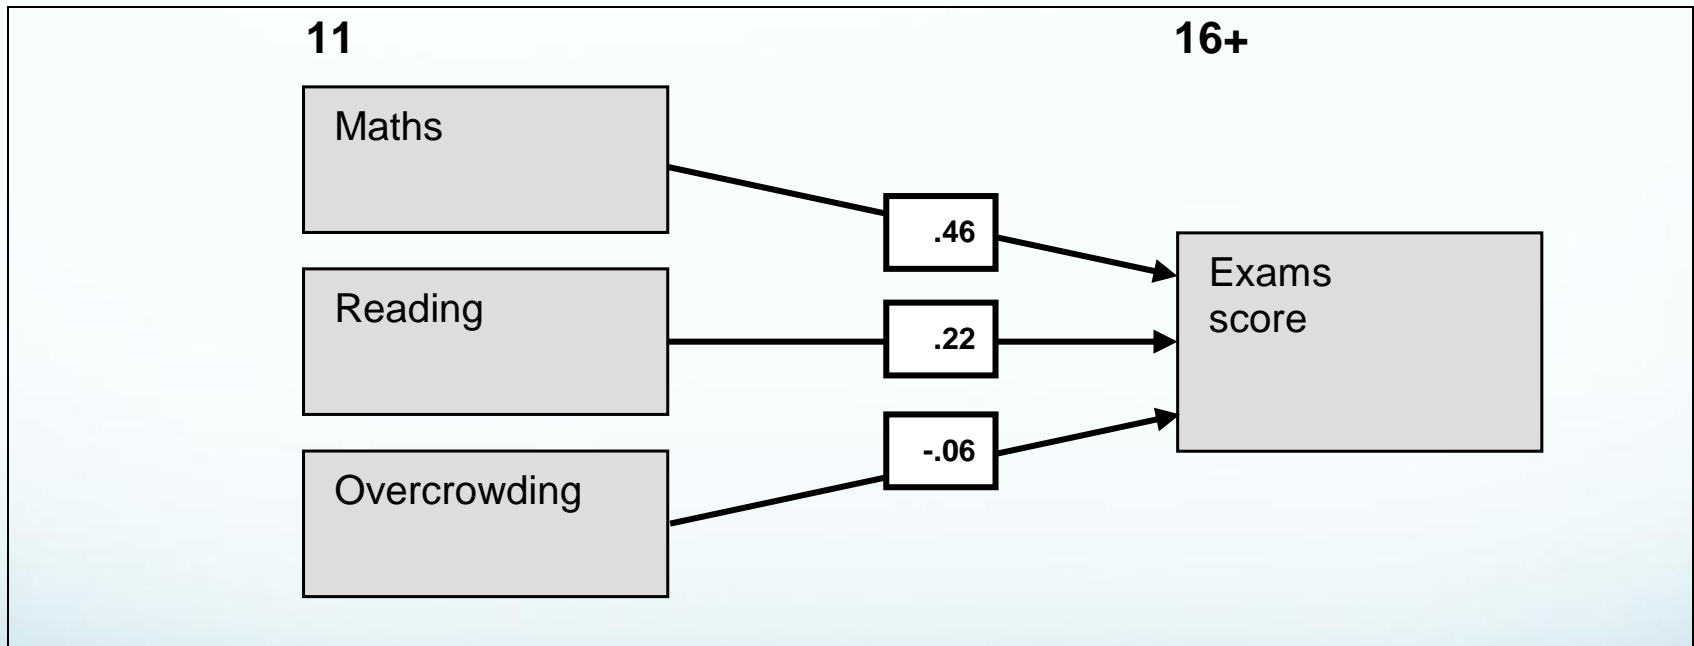 11
16+
Maths
.46
Reading
.22
Exams
score
Overcrowding
-.06